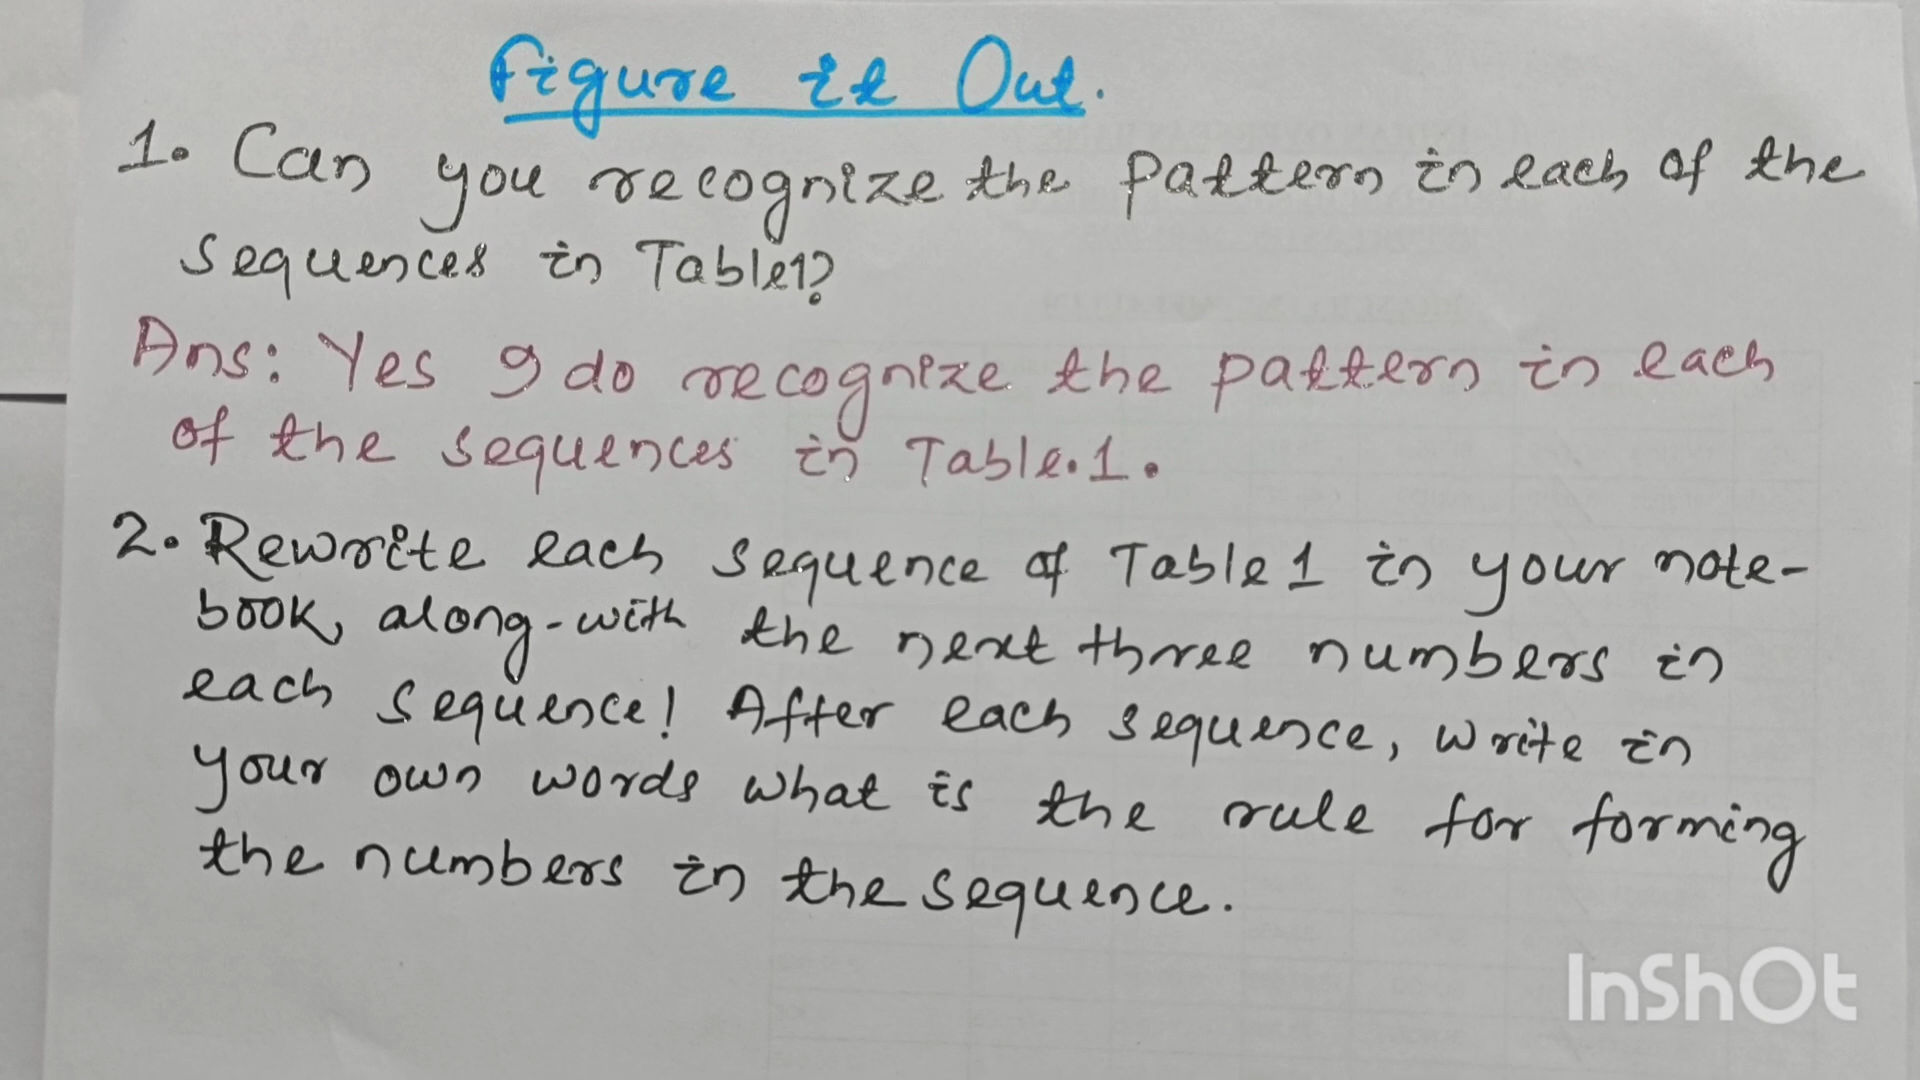 Figure it Out.
1. Can you recognize the pattern in each of the
sequences in Table1?
Ans: Yes I do recognize the pattern in each
of the sequences in Table.1.
2. Rewrite each sequence of Table 1 in your note-
book, along-with the next three numbers in
each sequence! After each sequence, write in
your own words what is the rule for forming
the numbers in the sequence.
InShOt